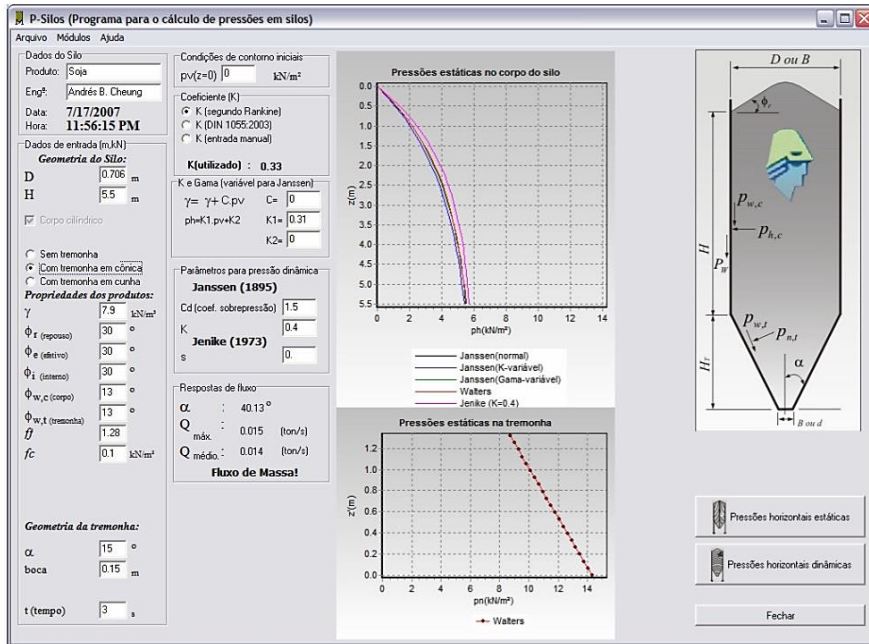 P-Silos (Programa para o cálculo de pressões em silos)
Arquivo Módulos Ajuda
Dados do Silo
Produto: Soja
Engº: Andrés B. Cheung
Data: 7/17/2007
Hora: 11:56:15 PM
Dados de entrada (m,kN)
Geometria do Silo:
D 0.706 m
H 5.5 m
Corpo cilíndrico
Sem tremonha
Com tremonha em cônica
Com tremonha em cunha
Propriedades dos produtos:
γ 7.9 kN/m³
ϕr (repouso) 30 º
ϕe (efetivo) 30 º
ϕi (interno) 30 º
ϕw,c (corpo) 13 º
ϕw,t (tremonha) 13 º
ff 1.28
fc 0.1 kN/m²
Geometria da tremonha:
α 15 º
boca 0.15 m
t (tempo) 3 s
Condições de contorno iniciais
pv(z=0) 0 kN/m²
Coeficiente (K)
K (segundo Rankine)
K (DIN 1055:2003)
K (entrada manual)
K(utilizado) : 0.33
K e Gama (variável para Janssen)
γ= γ+ C.pv C= 0
ph=K1.pv+K2 K1= 0.31
K2= 0
Parâmetros para pressão dinâmica
Janssen (1895)
Cd (coef. sobrepressão) 1.5
K 0.4
Jenike (1973)
s 0.
Respostas de fluxo
α : 40.13 º
Q máx. : 0.015 (ton/s)
Q médio. : 0.014 (ton/s)
Fluxo de Massa!
Pressões estáticas no corpo do silo
0.0
0.5
1.0
1.5
2.0
2.5
3.0
3.5
4.0
4.5
5.0
5.5
z(m)
0 2 4 6 8 10 12 14
ph(kN/m²)
Janssen(normal)
Janssen(K-variável)
Janssen(Gama-variável)
Walters
Jenike (K=0.4)
Pressões estáticas na tremonha
1.2
1.0
0.8
0.6
0.4
0.2
0.0
z'(m)
0 2 4 6 8 10 12 14
pn(kN/m²)
Walters
D ou B
ϕr
pw,c
ph,c
H
PW
pw,t
pn,t
HT
α
B ou d
Pressões horizontais estáticas
Pressões horizontais dinâmicas
Fechar